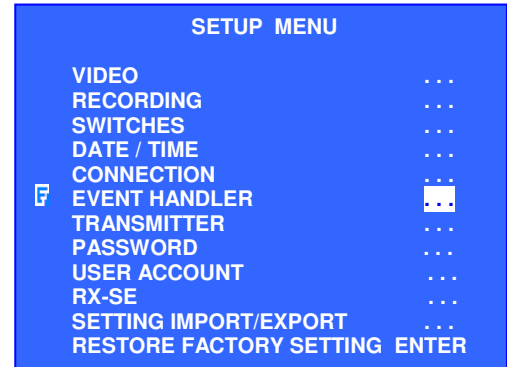 SETUP MENU
VIDEO ...
RECORDING ...
SWITCHES ...
DATE / TIME ...
CONNECTION ...
F EVENT HANDLER ...
TRANSMITTER ...
PASSWORD ...
USER ACCOUNT ...
RX-SE ...
SETTING IMPORT/EXPORT ...
RESTORE FACTORY SETTING ENTER